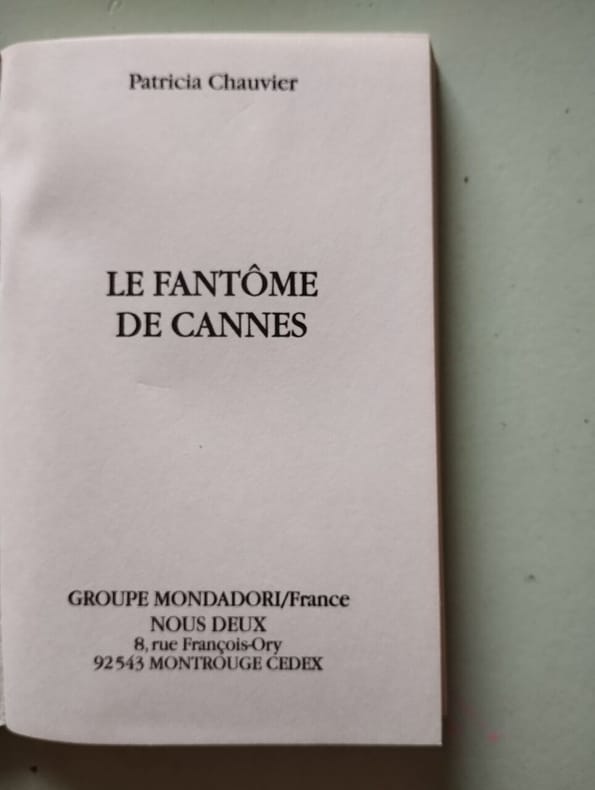 Patricia Chauvier
LE FANTÔME
DE CANNES
GROUPE MONDADORI/France
NOUS DEUX
8, rue François-Ory
92543 MONTROUGE CEDEX